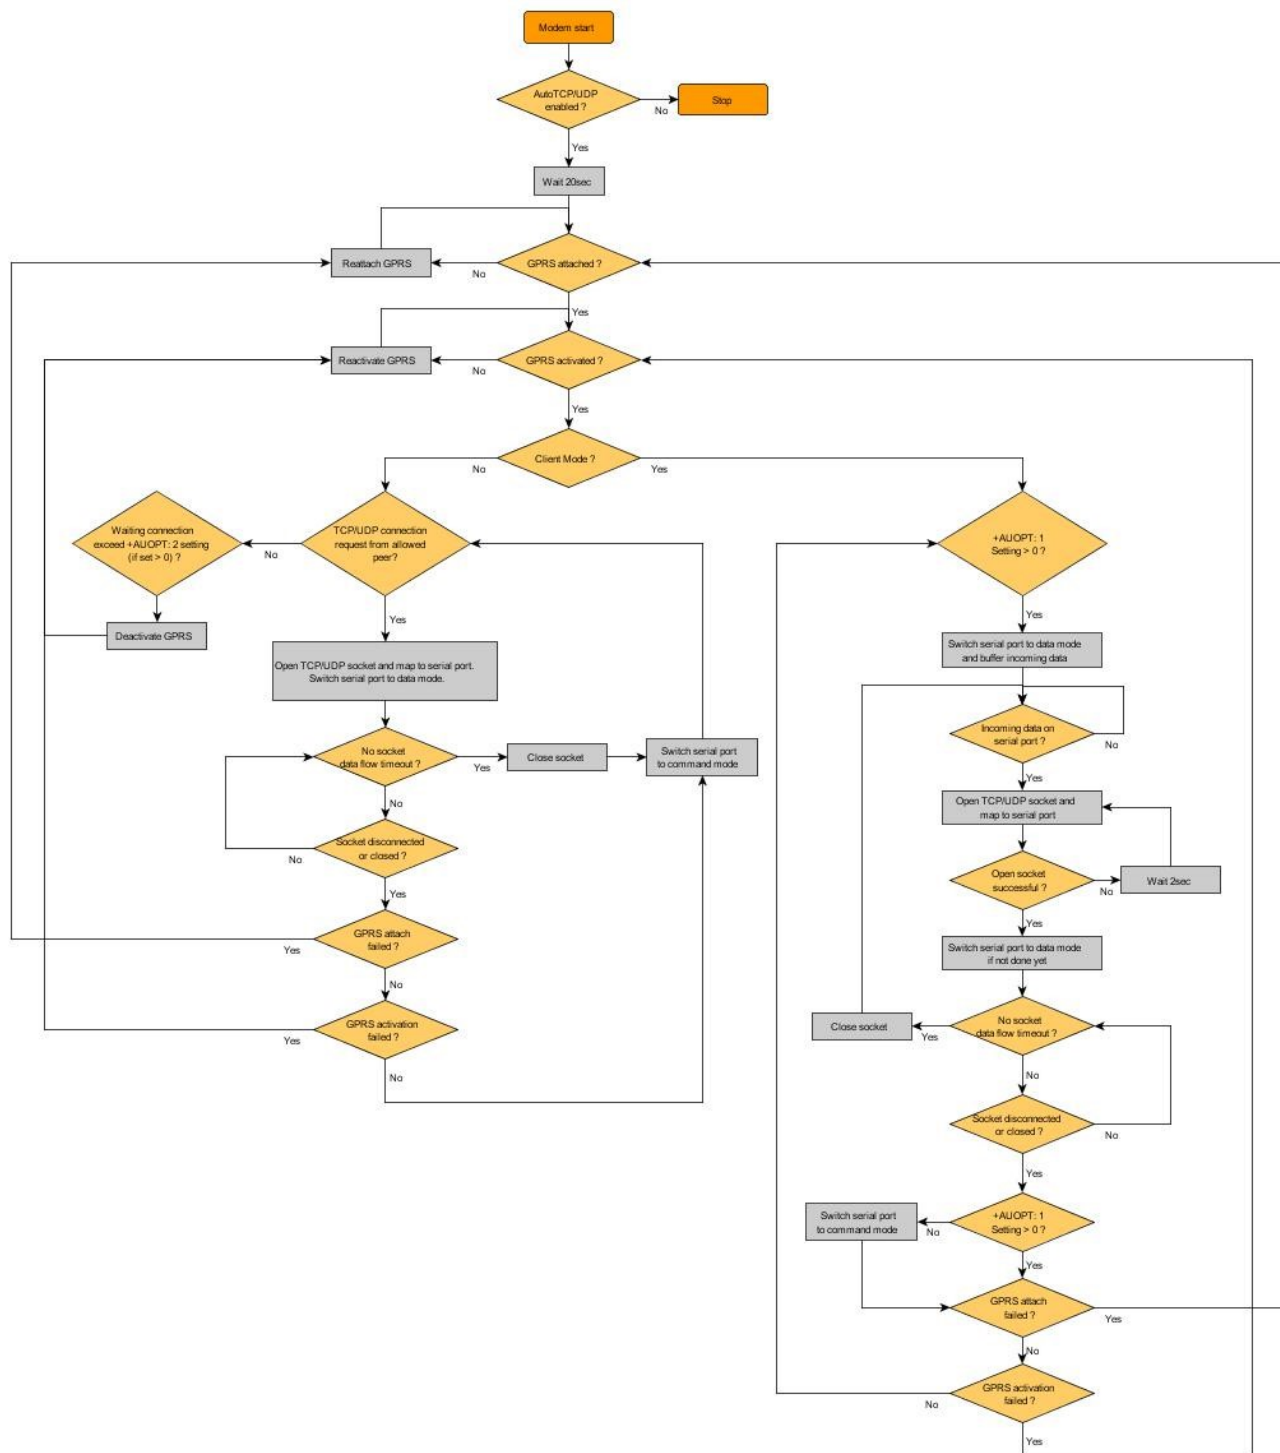 Modem start
AutoTCP/UDP
enabled ?
No
Stop
Yes
Wait 20sec
Reattach GPRS
No
GPRS attached ?
Yes
Reactivate GPRS
No
GPRS activated ?
Yes
Client Mode ?
No
Yes
Waiting connection
exceed +AUOPT: 2 setting
(if set > 0) ?
No
TCP/UDP connection
request from allowed
peer?
+AUOPT: 1
Setting > 0 ?
Deactivate GPRS
Yes
Yes
Open TCP/UDP socket and map to serial port.
Switch serial port to data mode.
Switch serial port to data mode
and buffer incoming data
Incoming data on
serial port ?
No
No socket
data flow timeout ?
Yes
Close socket
Switch serial port
to command mode
Yes
No
Open TCP/UDP socket and
map to serial port
Socket disconnected
or closed ?
No
Open socket
successful ?
No
Wait 2sec
Yes
Yes
GPRS attach
failed ?
Yes
Switch serial port to data mode
if not done yet
No
GPRS activation
failed ?
Yes
Close socket
Yes
No socket
data flow timeout ?
No
No
Socket disconnected
or closed ?
No
Yes
Switch serial port
to command mode
No
+AUOPT: 1
Setting > 0 ?
Yes
GPRS attach
failed ?
Yes
No
GPRS activation
failed ?
No
Yes